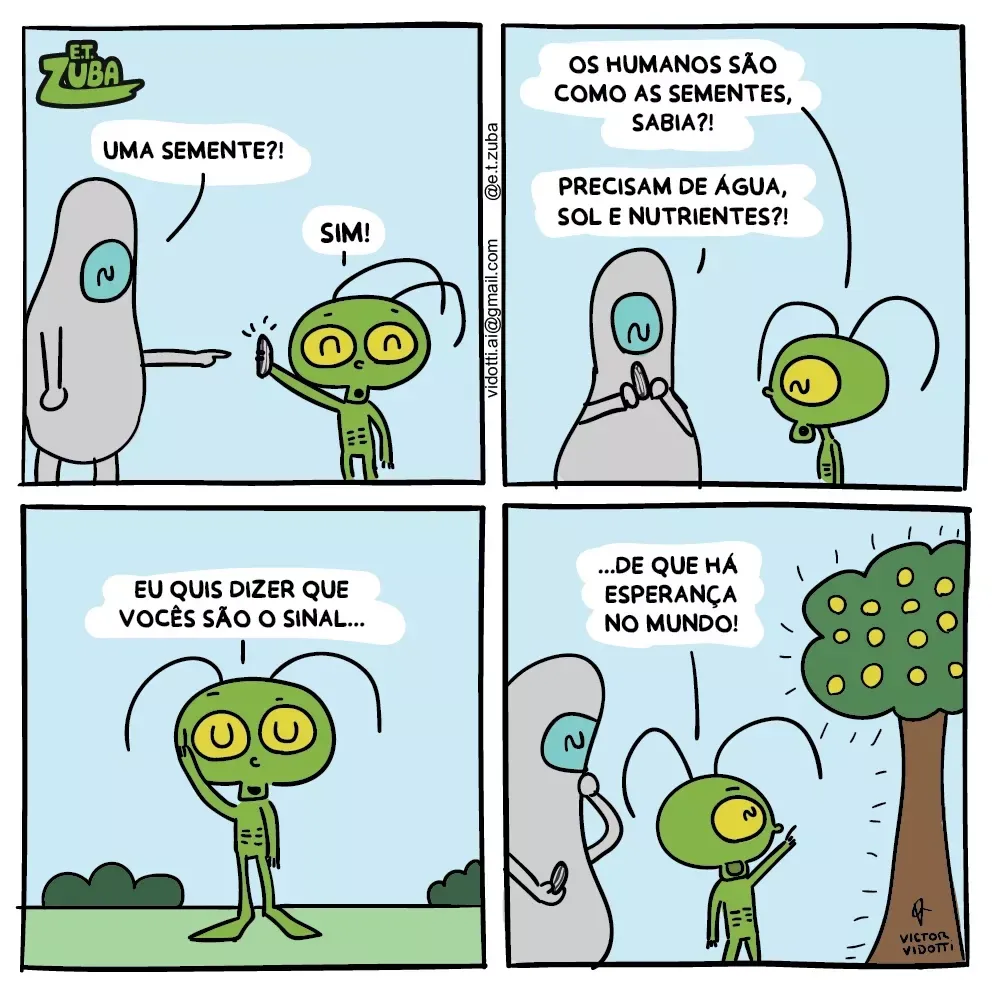 E.T.
ZUBA
UMA SEMENTE?!
SIM!
@e.t.zuba
vidotti.ai@gmail.com
OS HUMANOS SÃO
COMO AS SEMENTES,
SABIA?!
PRECISAM DE ÁGUA,
SOL E NUTRIENTES?!
EU QUIS DIZER QUE
VOCÊS SÃO O SINAL...
...DE QUE HÁ
ESPERANÇA
NO MUNDO!
VICTOR
VIDOTTI